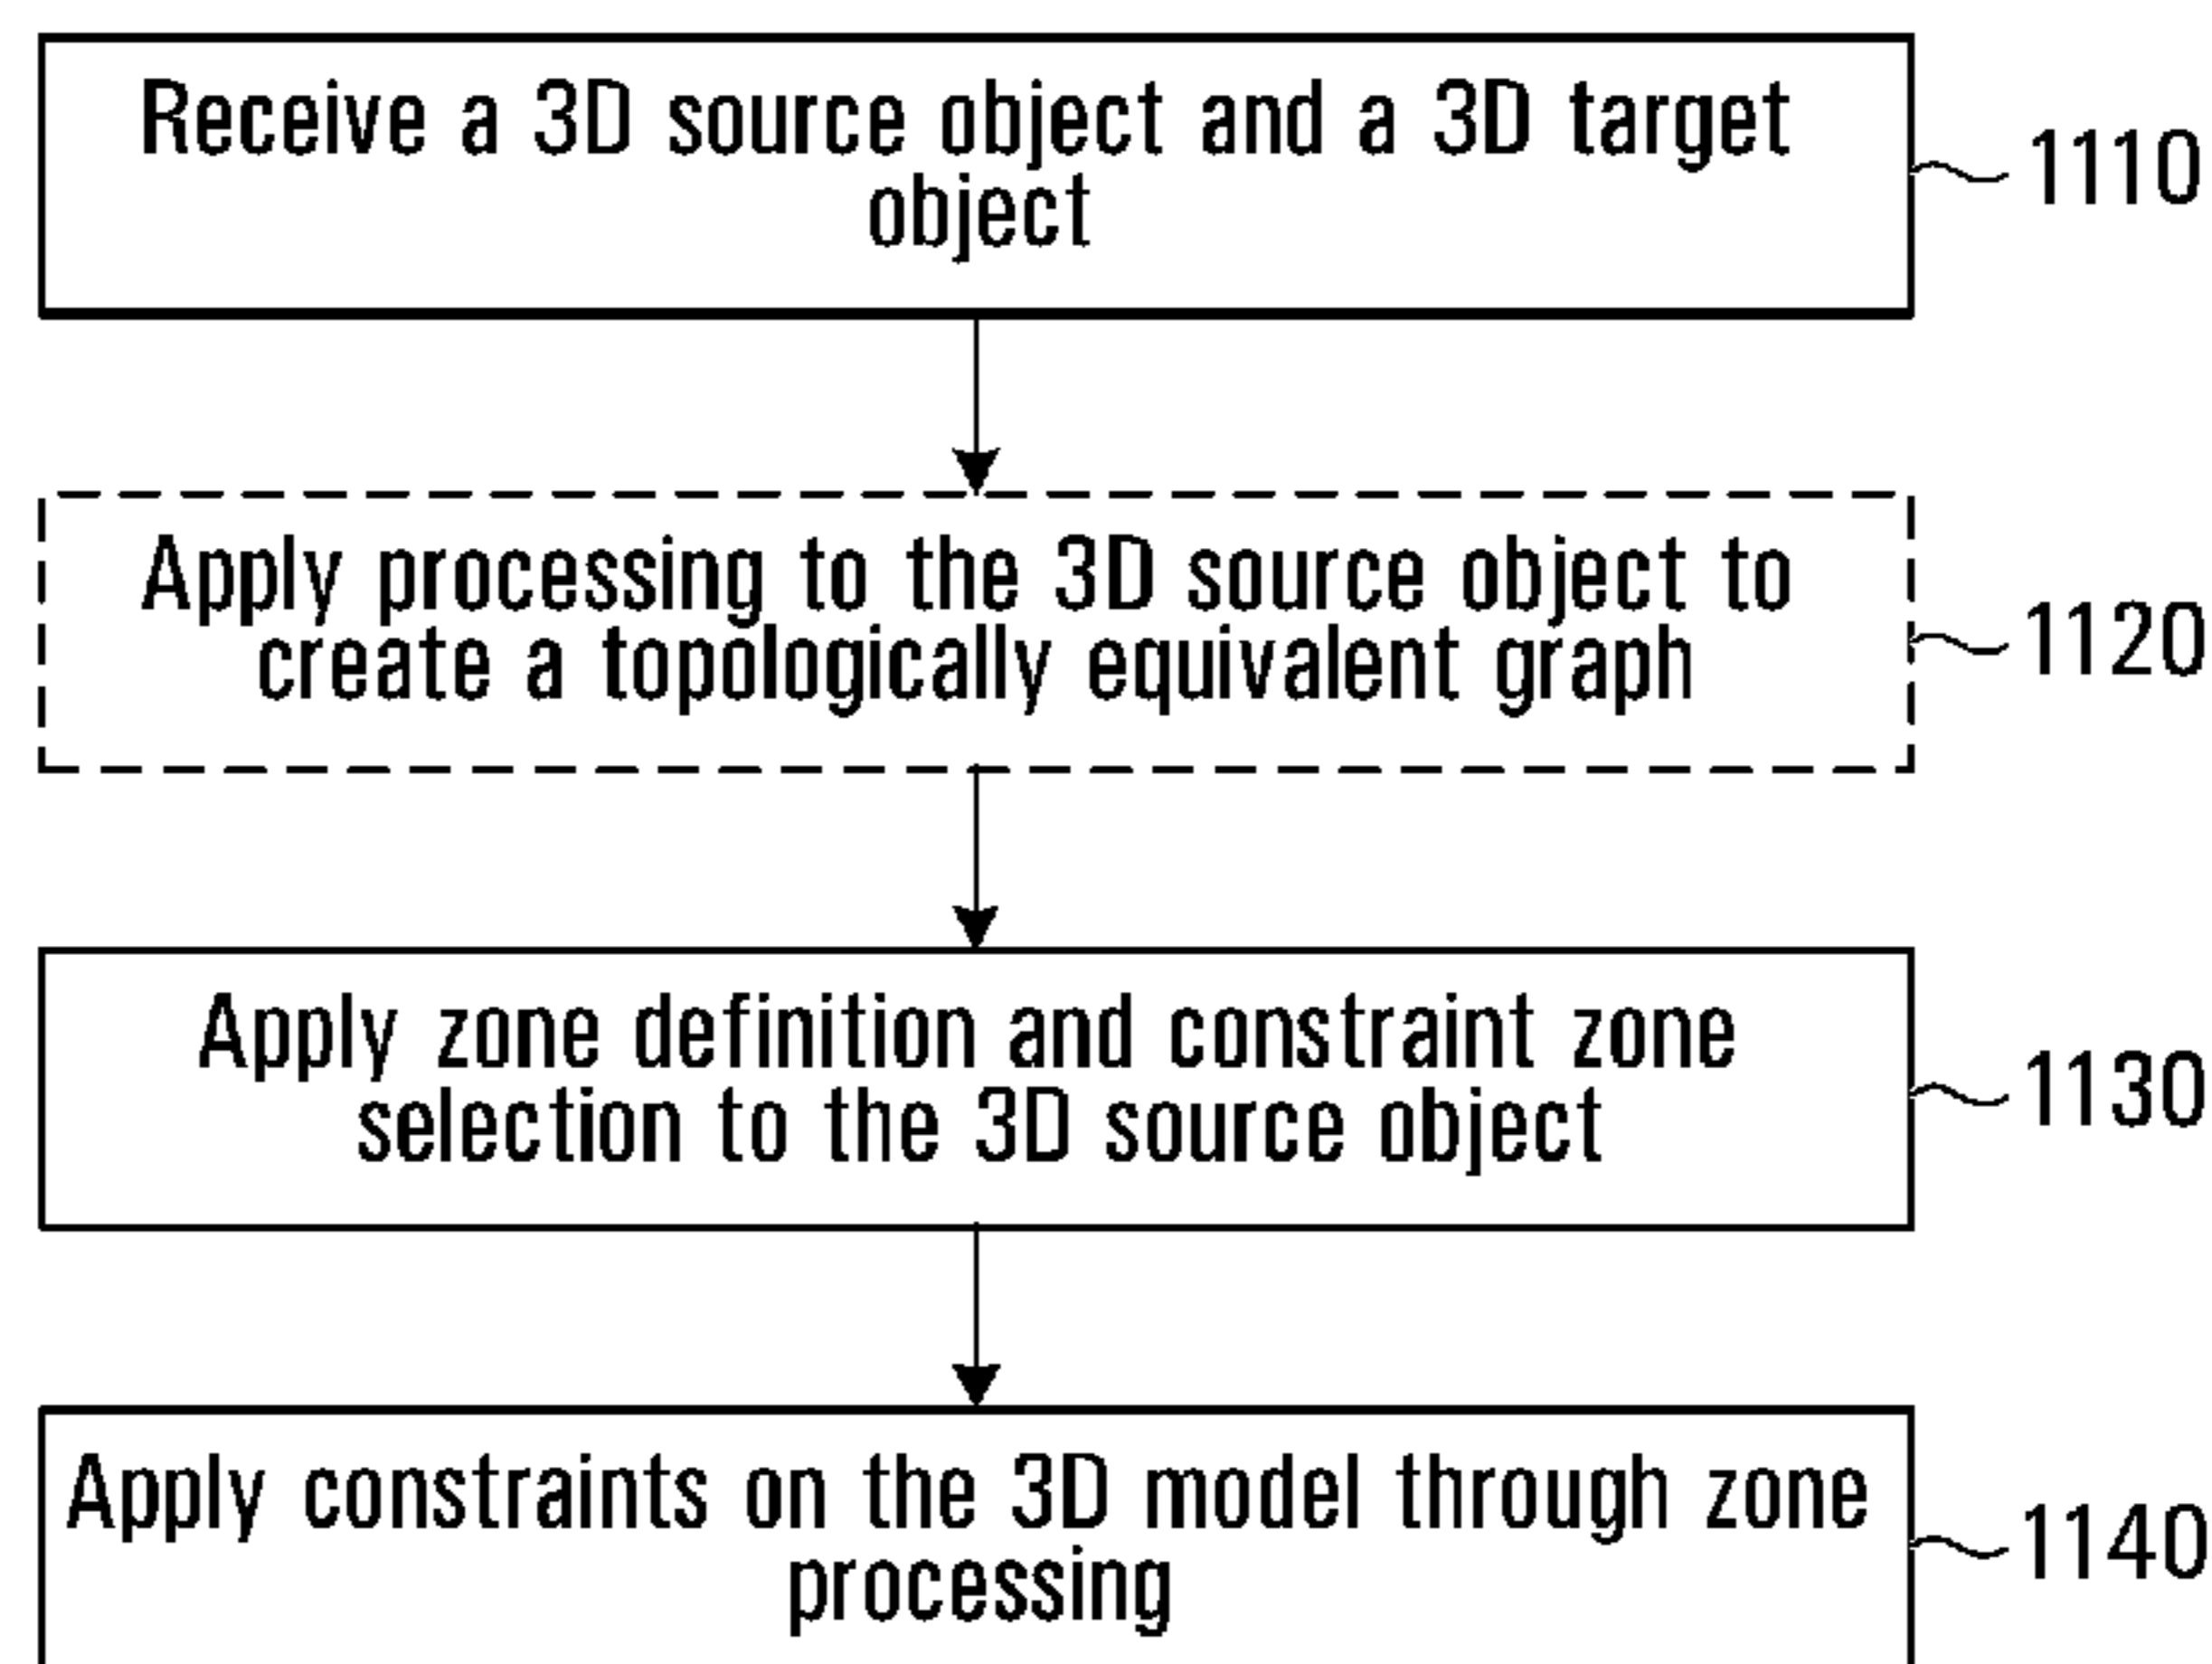 Receive a 3D source object and a 3D target
object
1110
Apply processing to the 3D source object to
create a topologically equivalent graph
1120
Apply zone definition and constraint zone
selection to the 3D source object
1130
Apply constraints on the 3D model through zone
processing
1140